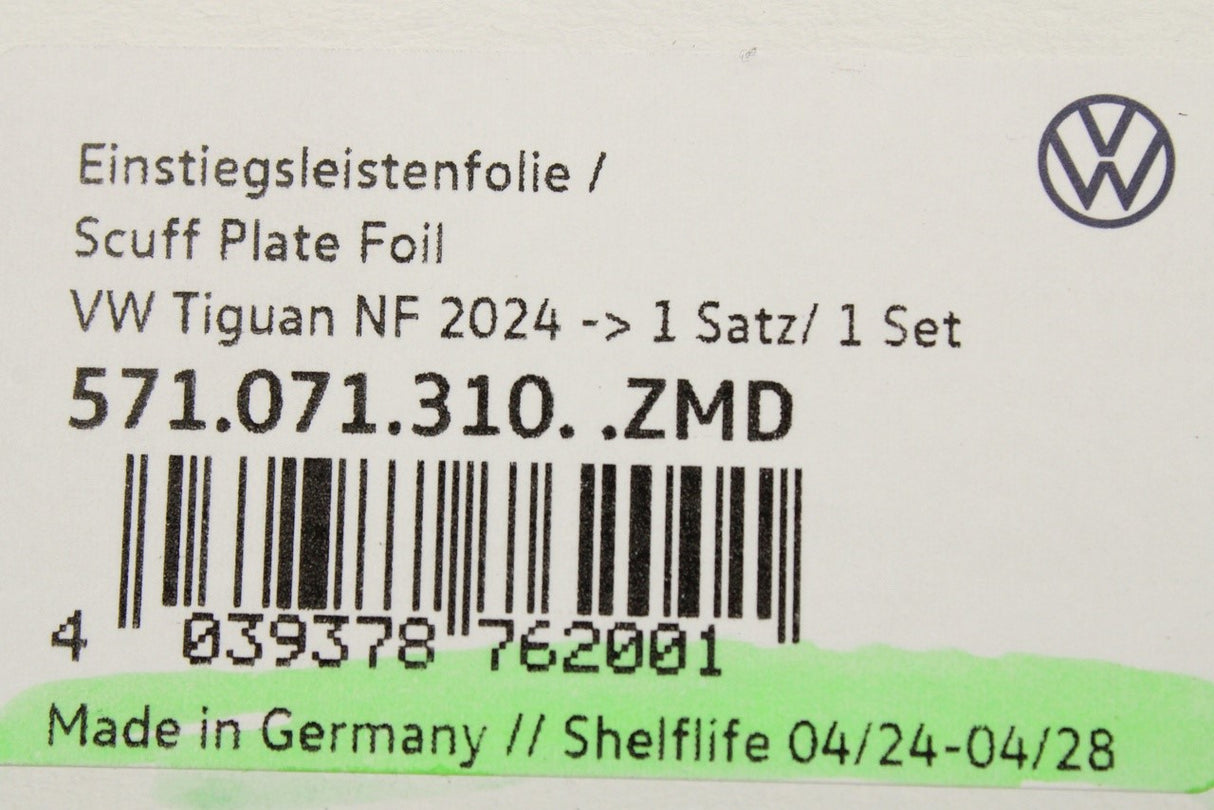 Einstiegsleistenfolie /
Scuff Plate Foil
VW Tiguan NF 2024 -> 1 Satz/ 1 Set
571.071.310. .ZMD
4 039378 762001
Made in Germany // Shelflife 04/24-04/28